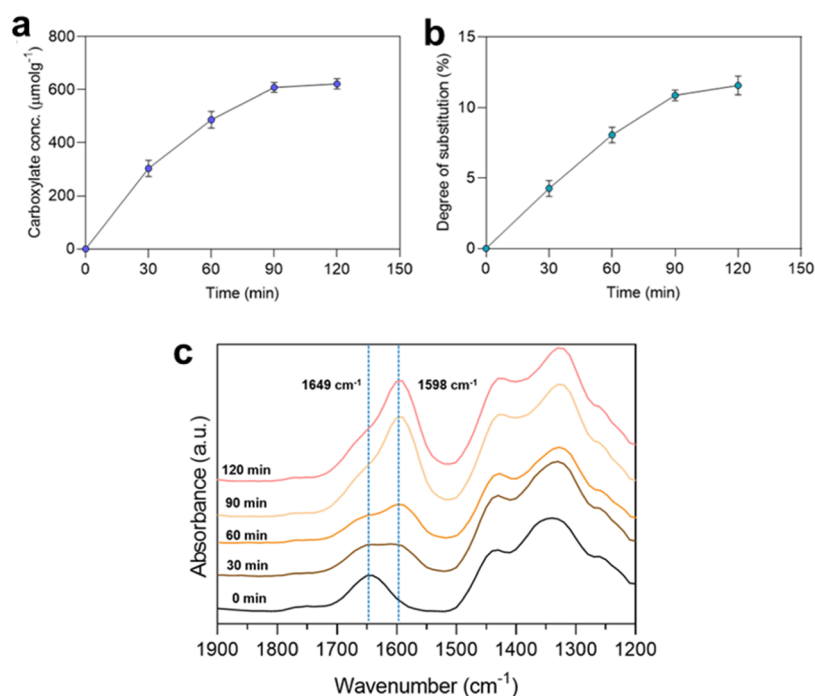 a
800
600
400
200
0
Carboxylate conc. (μmolg⁻¹)
0 30 60 90 120 150
Time (min)
b
15
10
5
0
Degree of substitution (%)
0 30 60 90 120 150
Time (min)
c
1649 cm⁻¹ 1598 cm⁻¹
120 min
90 min
60 min
30 min
0 min
Absorbance (a.u.)
1900 1800 1700 1600 1500 1400 1300 1200
Wavenumber (cm⁻¹)